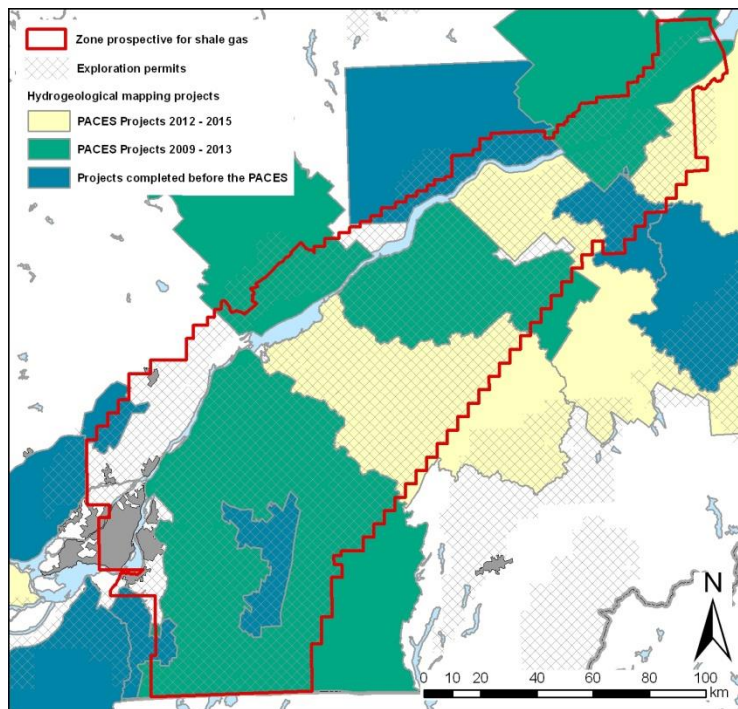 Zone prospective for shale gas
Exploration permits
Hydrogeological mapping projects
PACES Projects 2012 - 2015
PACES Projects 2009 - 2013
Projects completed before the PACES
N
0 10 20 40 60 80 100
km